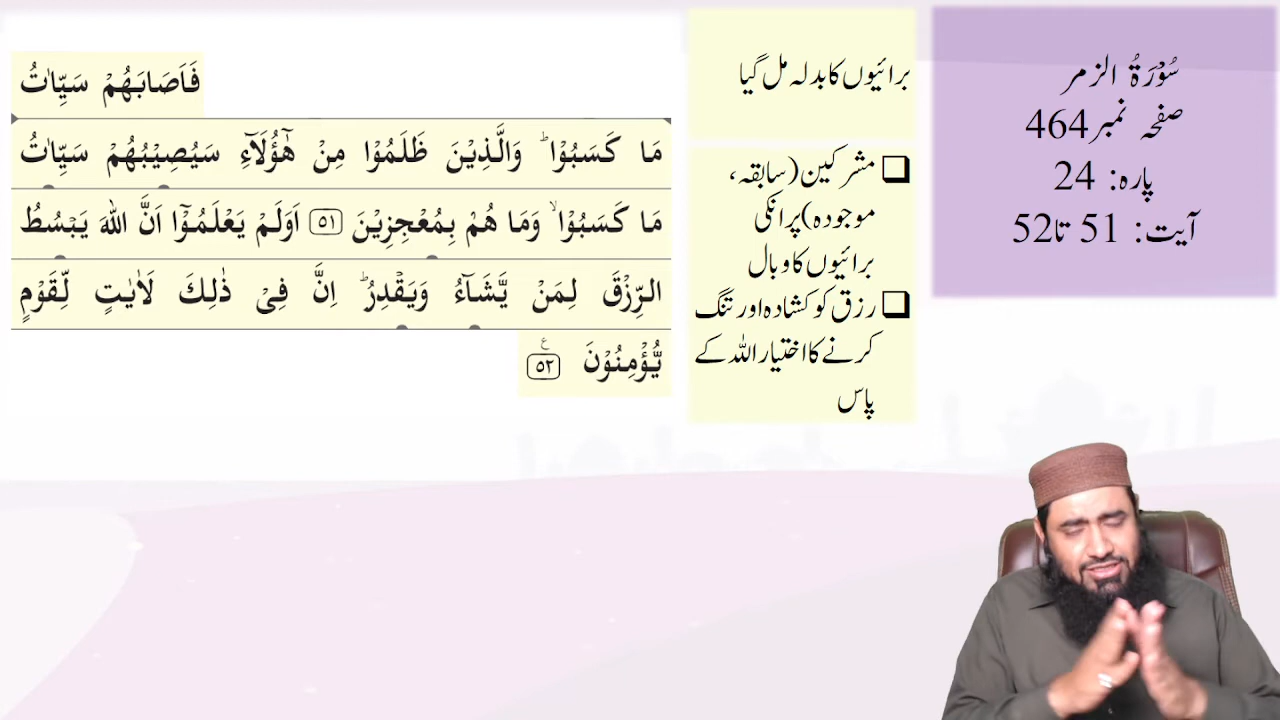 سُوْرَةُ الزمر
صفحہ نمبر 464
پارہ: 24
آیت: 51 تا 52
برائیوں کا بدلہ مل گیا
❑ مشرکین (سابقہ،
موجودہ) پر انکی
برائیوں کا وبال
❑ رزق کو کشادہ اور تنگ
کرنے کا اختیار اللہ کے
پاس
فَاَصَابَهُمْ سَيِّاٰتُ
مَا كَسَبُوْا ؕ وَالَّذِيْنَ ظَلَمُوْا مِنْ هٰٓؤُلَآءِ سَيُصِيْبُهُمْ سَيِّاٰتُ
مَا كَسَبُوْا ۙ وَمَا هُمْ بِمُعْجِزِيْنَ ۵۱ اَوَلَمْ يَعْلَمُوْۤا اَنَّ اللّٰهَ يَبْسُطُ
الرِّزْقَ لِمَنْ يَّشَآءُ وَيَقْدِرُ ؕ اِنَّ فِىْ ذٰلِكَ لَاٰيٰتٍ لِّقَوْمٍ
يُّؤْمِنُوْنَ ۵۲ ع